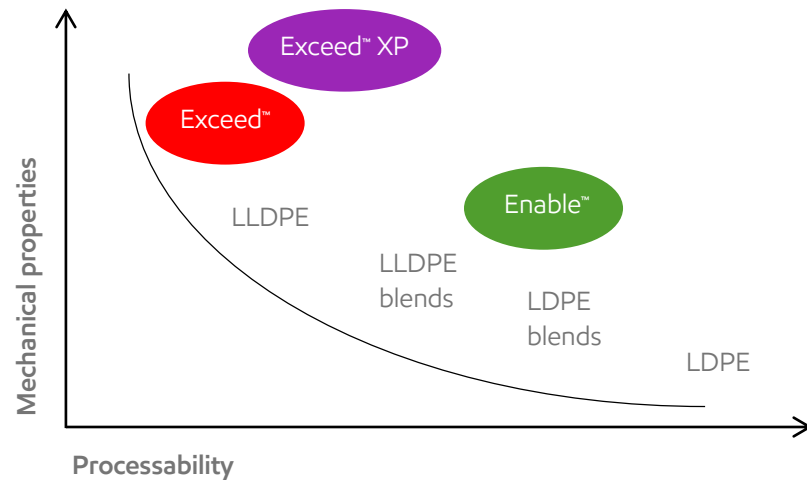 Exceed™ XP
Exceed™
Enable™
LLDPE
LLDPE
blends
LDPE
blends
LDPE
Mechanical properties
Processability